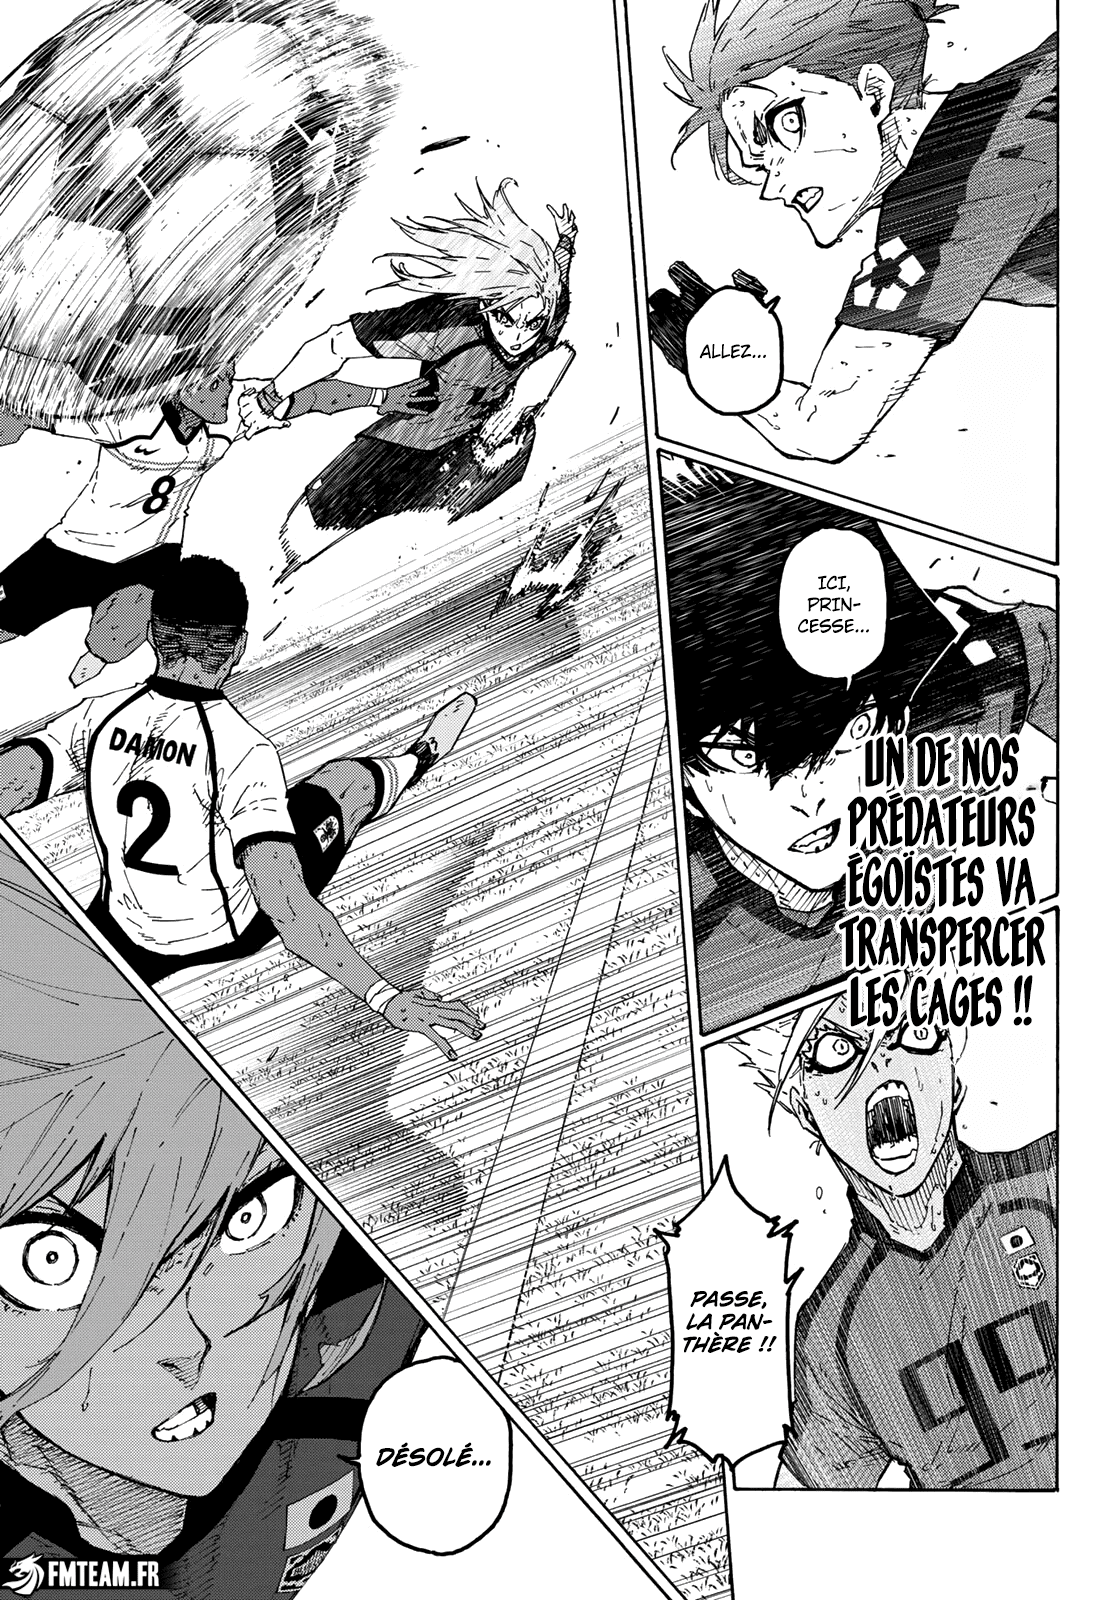 ALLEZ...
ICI,
PRIN-
CESSE...
UN DE NOS
PRÉDATEURS
ÉGOÏSTES VA
TRANSPERCER
LES CAGES !!
PASSE,
LA PAN-
THÈRE !!
99
8
DAMON
2
DÉSOLÉ...
FMTEAM.FR